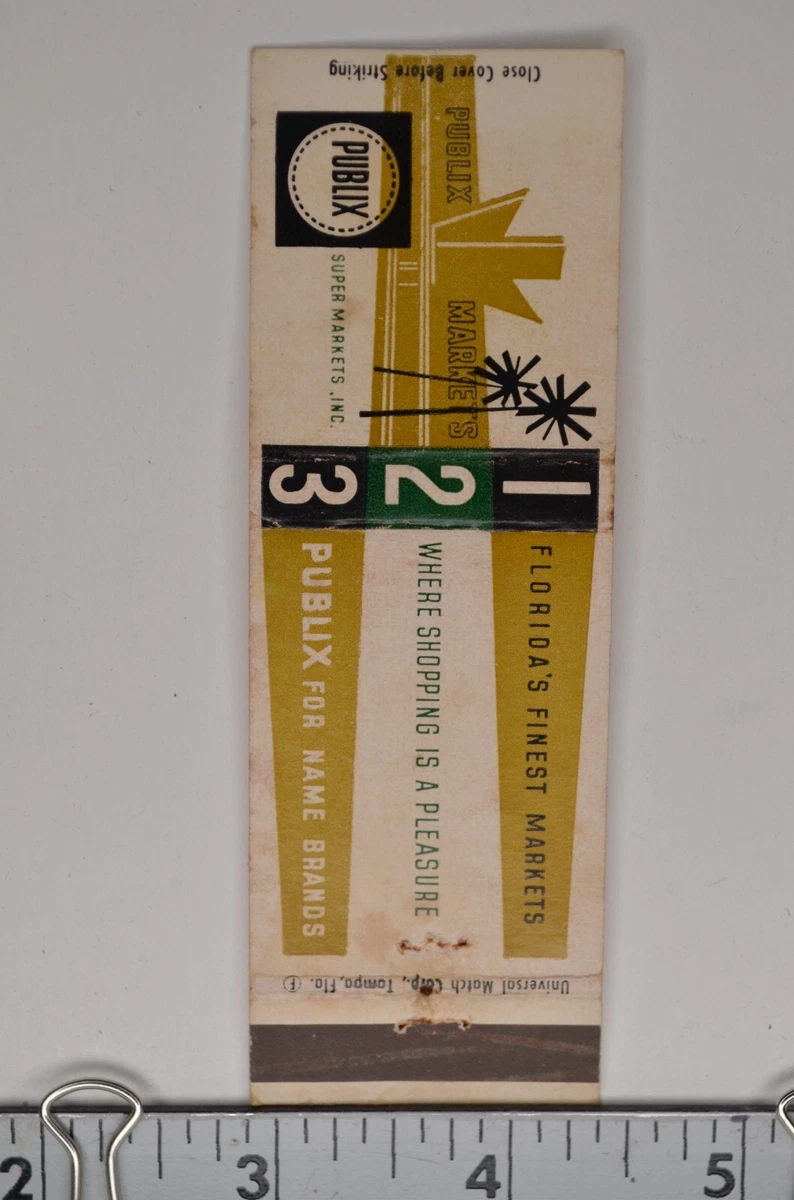 Close Cover Before Striking
PUBLIX
MARKETS
PUBLIX
SUPER MARKETS, INC.
1
2
3
FLORIDA'S FINEST MARKETS
WHERE SHOPPING IS A PLEASURE
PUBLIX FOR NAME BRANDS
Universal Match Corp., Tampa, Fla. F
2 3 4 5